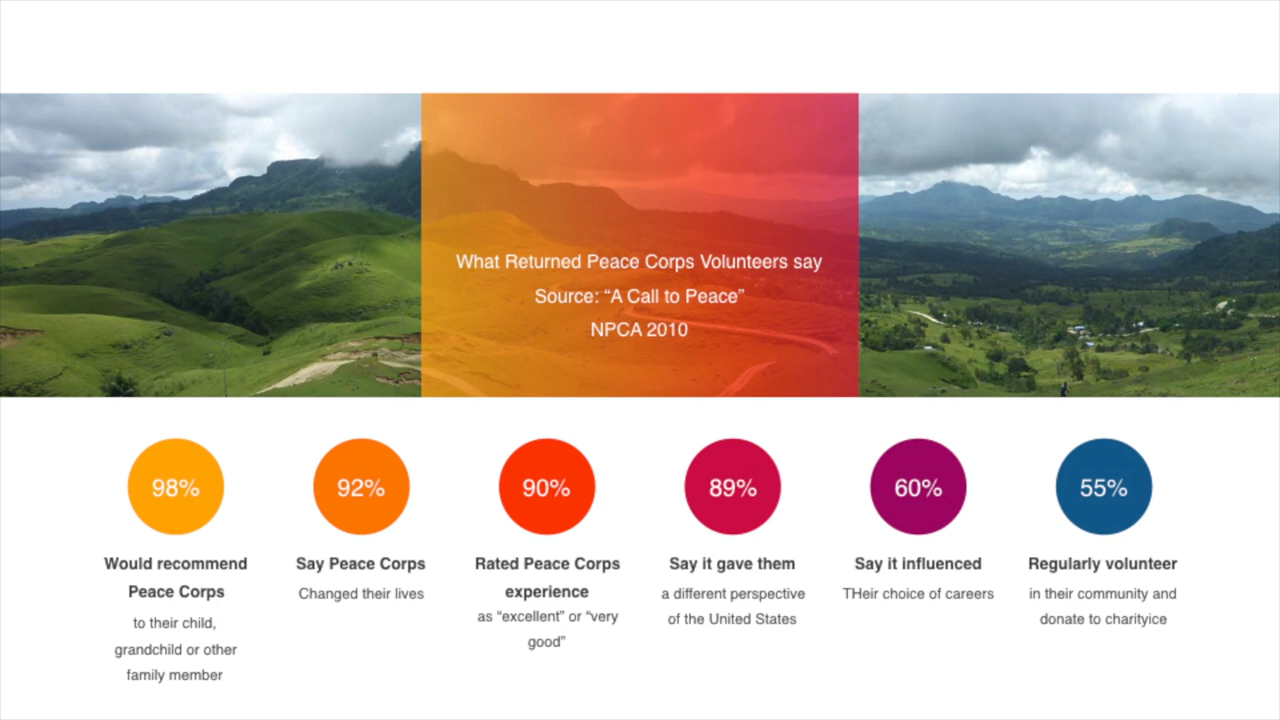 What Returned Peace Corps Volunteers say
Source: “A Call to Peace”
NPCA 2010
98%
Would recommend
Peace Corps
to their child,
grandchild or other
family member
92%
Say Peace Corps
Changed their lives
90%
Rated Peace Corps
experience
as “excellent” or “very
good”
89%
Say it gave them
a different perspective
of the United States
60%
Say it influenced
THeir choice of careers
55%
Regularly volunteer
in their community and
donate to charityice